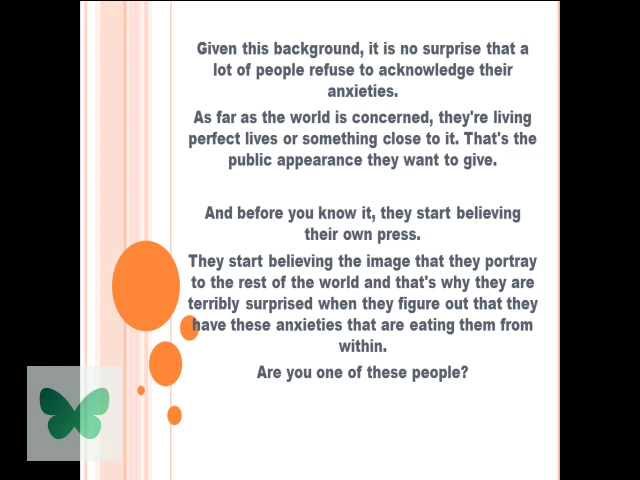 Given this background, it is no surprise that a
lot of people refuse to acknowledge their
anxieties.
As far as the world is concerned, they're living
perfect lives or something close to it. That's the
public appearance they want to give.
And before you know it, they start believing
their own press.
They start believing the image that they portray
to the rest of the world and that's why they are
terribly surprised when they figure out that they
have these anxieties that are eating them from
within.
Are you one of these people?